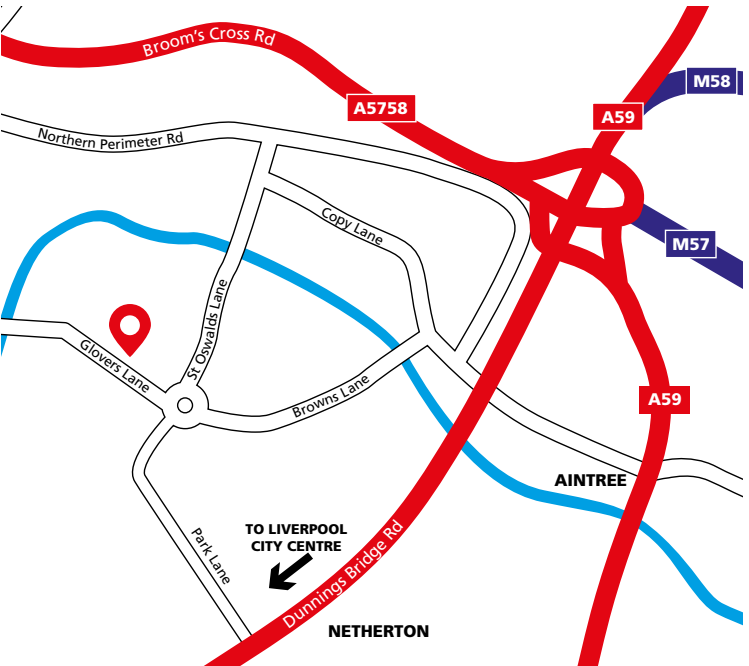 Broom's Cross Rd
M58
A5758
A59
Northern Perimeter Rd
Copy Lane
M57
St Oswalds Lane
Glovers Lane
Browns Lane
A59
AINTREE
TO LIVERPOOL
CITY CENTRE
Park Lane
Dunnings Bridge Rd
NETHERTON